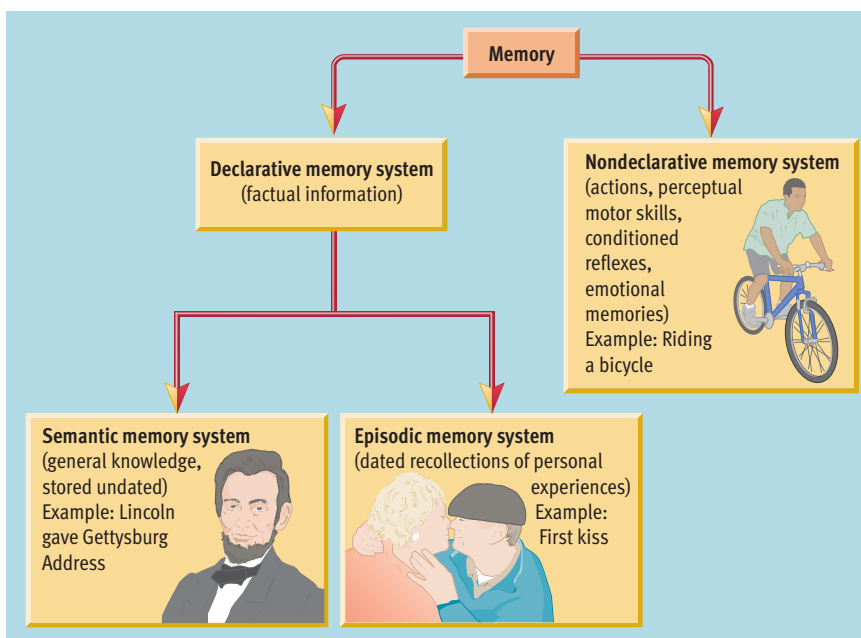 Memory
Declarative memory system
(factual information)
Nondeclarative memory system
(actions, perceptual
motor skills,
conditioned
reflexes,
emotional
memories)
Example: Riding
a bicycle
Semantic memory system
(general knowledge,
stored undated)
Example: Lincoln
gave Gettysburg
Address
Episodic memory system
(dated recollections of personal
experiences)
Example:
First kiss